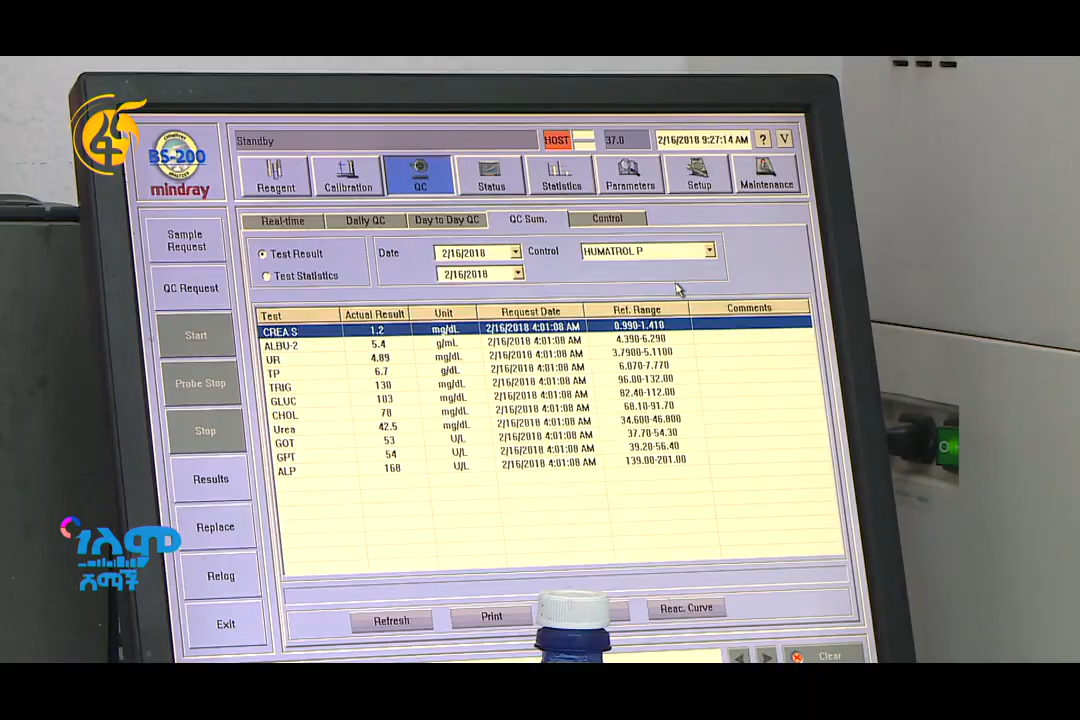 Standby HOST 37.0 2/16/2018 9:27:14 AM ? V
BS-200
mindray
Reagent Calibration QC Status Statistics Parameters Setup Maintenance
Real-time Daily QC Day to Day QC QC Sum. Control
Sample Request
QC Request
Start
Probe Stop
Stop
Results
Replace
Relog
Exit
Test Result Date 2/16/2018 Control HUMATROL P
Test Statistics 2/16/2018
Test Actual Result Unit Request Date Ref. Range Comments
CREA S 1.2 mg/dL 2/16/2018 4:01:08 AM 0.990-1.410
ALBU-2 5.4 g/mL 2/16/2018 4:01:08 AM 4.390-6.290
UR 4.89 mg/dL 2/16/2018 4:01:08 AM 3.7900-5.1100
TP 6.7 g/dL 2/16/2018 4:01:08 AM 6.070-7.770
TRIG 130 mg/dL 2/16/2018 4:01:08 AM 96.00-132.00
GLUC 103 mg/dL 2/16/2018 4:01:08 AM 82.40-112.00
CHOL 78 mg/dL 2/16/2018 4:01:08 AM 68.10-91.70
Urea 42.5 mg/dL 2/16/2018 4:01:08 AM 34.600-46.800
GOT 53 U/L 2/16/2018 4:01:08 AM 37.70-54.30
GPT 54 U/L 2/16/2018 4:01:08 AM 39.20-56.40
ALP 168 U/L 2/16/2018 4:01:08 AM 139.00-201.00
Refresh Print Reac. Curve
Clear
አማች